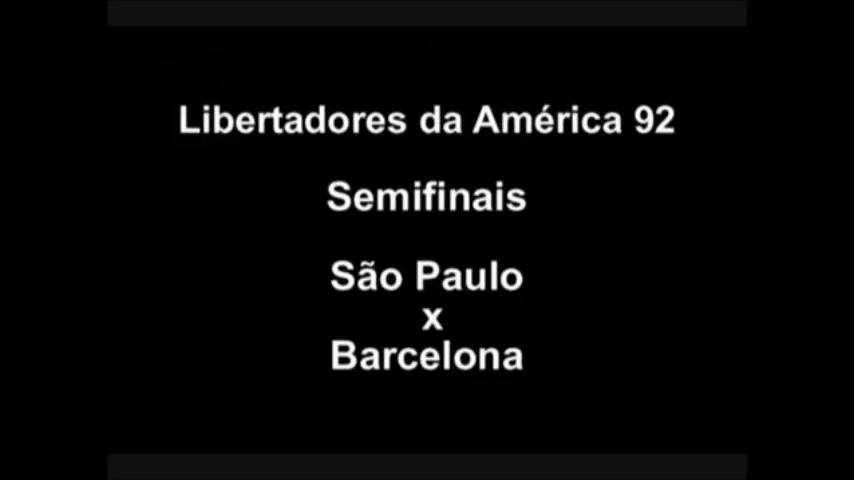 Libertadores da América 92
Semifinais
São Paulo
x
Barcelona